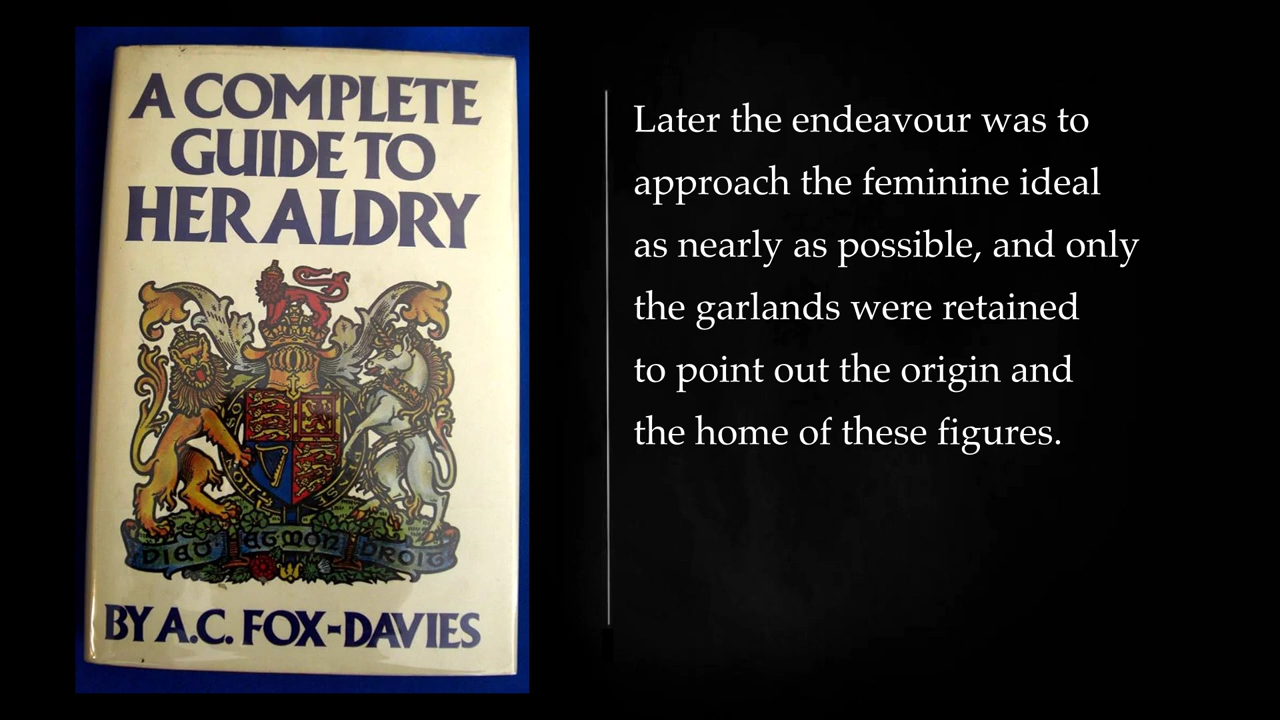 A COMPLETE
GUIDE TO
HERALDRY
DIEU ET MON DROIT
BY A.C. FOX-DAVIES
Later the endeavour was to
approach the feminine ideal
as nearly as possible, and only
the garlands were retained
to point out the origin and
the home of these figures.